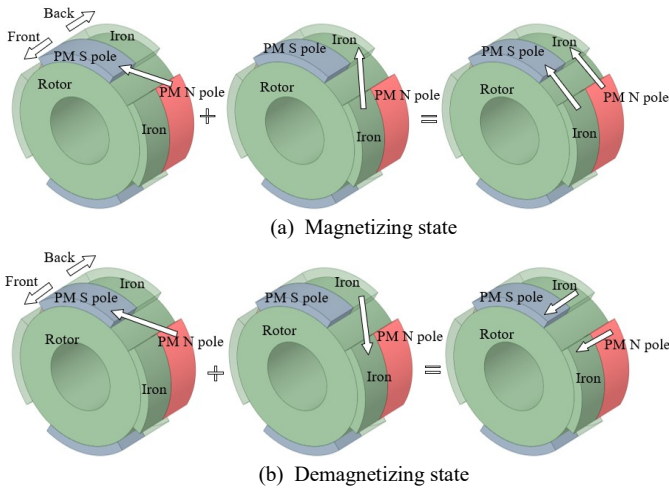 Back
Front
Iron
PM S pole
Rotor
PM N pole
Iron
+
Iron
PM S pole
Rotor
PM N pole
Iron
=
Iron
PM S pole
Rotor
PM N pole
Iron
(a) Magnetizing state
Back
Front
Iron
PM S pole
Rotor
PM N pole
Iron
+
Iron
PM S pole
Rotor
PM N pole
Iron
=
Iron
PM S pole
Rotor
PM N pole
Iron
(b) Demagnetizing state